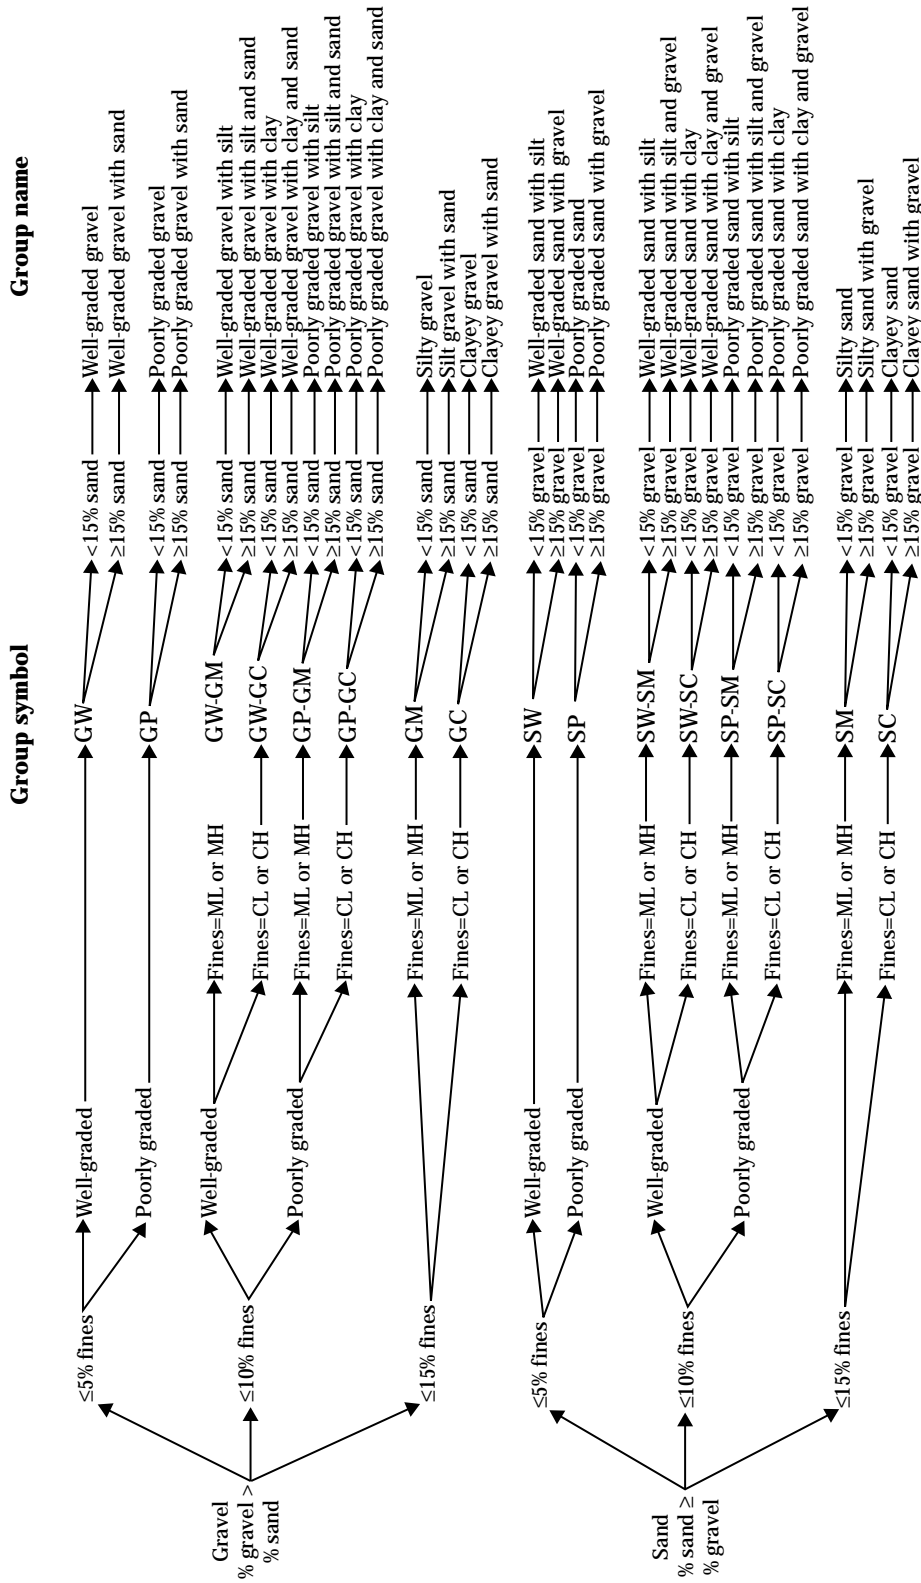 Group symbol
Group name
Gravel
% gravel >
% sand
≤5% fines
Well-graded
GW
<15% sand
Well-graded gravel
≥15% sand
Well-graded gravel with sand
Poorly graded
GP
<15% sand
Poorly graded gravel
≥15% sand
Poorly graded gravel with sand
≤10% fines
Well-graded
Fines=ML or MH
GW-GM
<15% sand
Well-graded gravel with silt
≥15% sand
Well-graded gravel with silt and sand
Fines=CL or CH
GW-GC
<15% sand
Well-graded gravel with clay
≥15% sand
Well-graded gravel with clay and sand
Poorly graded
Fines=ML or MH
GP-GM
<15% sand
Poorly graded gravel with silt
≥15% sand
Poorly graded gravel with silt and sand
Fines=CL or CH
GP-GC
<15% sand
Poorly graded gravel with clay
≥15% sand
Poorly graded gravel with clay and sand
≤15% fines
Fines=ML or MH
GM
<15% sand
Silty gravel
≥15% sand
Silt gravel with sand
Fines=CL or CH
GC
<15% sand
Clayey gravel
≥15% sand
Clayey gravel with sand
Sand
% sand ≥
% gravel
≤5% fines
Well-graded
SW
<15% gravel
Well-graded sand with silt
≥15% gravel
Well-graded sand with gravel
Poorly graded
SP
<15% gravel
Poorly graded sand
≥15% gravel
Poorly graded sand with gravel
≤10% fines
Well-graded
Fines=ML or MH
SW-SM
<15% gravel
Well-graded sand with silt
≥15% gravel
Well-graded sand with silt and gravel
Fines=CL or CH
SW-SC
<15% gravel
Well-graded sand with clay
≥15% gravel
Well-graded sand with clay and gravel
Poorly graded
Fines=ML or MH
SP-SM
<15% gravel
Poorly graded sand with silt
≥15% gravel
Poorly graded sand with silt and gravel
Fines=CL or CH
SP-SC
<15% gravel
Poorly graded sand with clay
≥15% gravel
Poorly graded sand with clay and gravel
≤15% fines
Fines=ML or MH
SM
<15% gravel
Silty sand
≥15% gravel
Silty sand with gravel
Fines=CL or CH
SC
<15% gravel
Clayey sand
≥15% gravel
Clayey sand with gravel